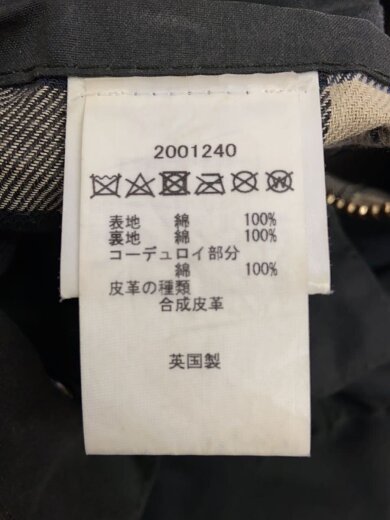 2001240
表地 綿 100%
裏地 綿 100%
コーデュロイ部分
綿 100%
皮革の種類
合成皮革
英国製